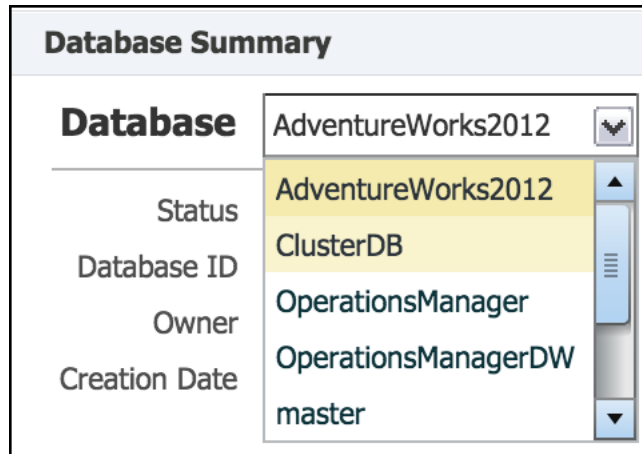 Database Summary
Database AdventureWorks2012
AdventureWorks2012
Status
ClusterDB
Database ID
OperationsManager
Owner
OperationsManagerDW
Creation Date
master